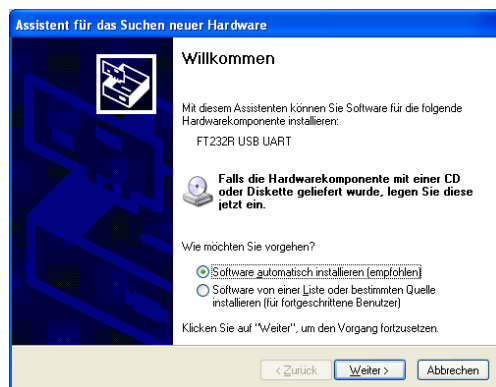 Assistent für das Suchen neuer Hardware
Willkommen
Mit diesem Assistenten können Sie Software für die folgende
Hardwarekomponente installieren:
FT232R USB UART
Falls die Hardwarekomponente mit einer CD
oder Diskette geliefert wurde, legen Sie diese
jetzt ein.
Wie möchten Sie vorgehen?
Software automatisch installieren (empfohlen)
Software von einer Liste oder bestimmten Quelle
installieren (für fortgeschrittene Benutzer)
Klicken Sie auf "Weiter", um den Vorgang fortzusetzen.
< Zurück Weiter > Abbrechen